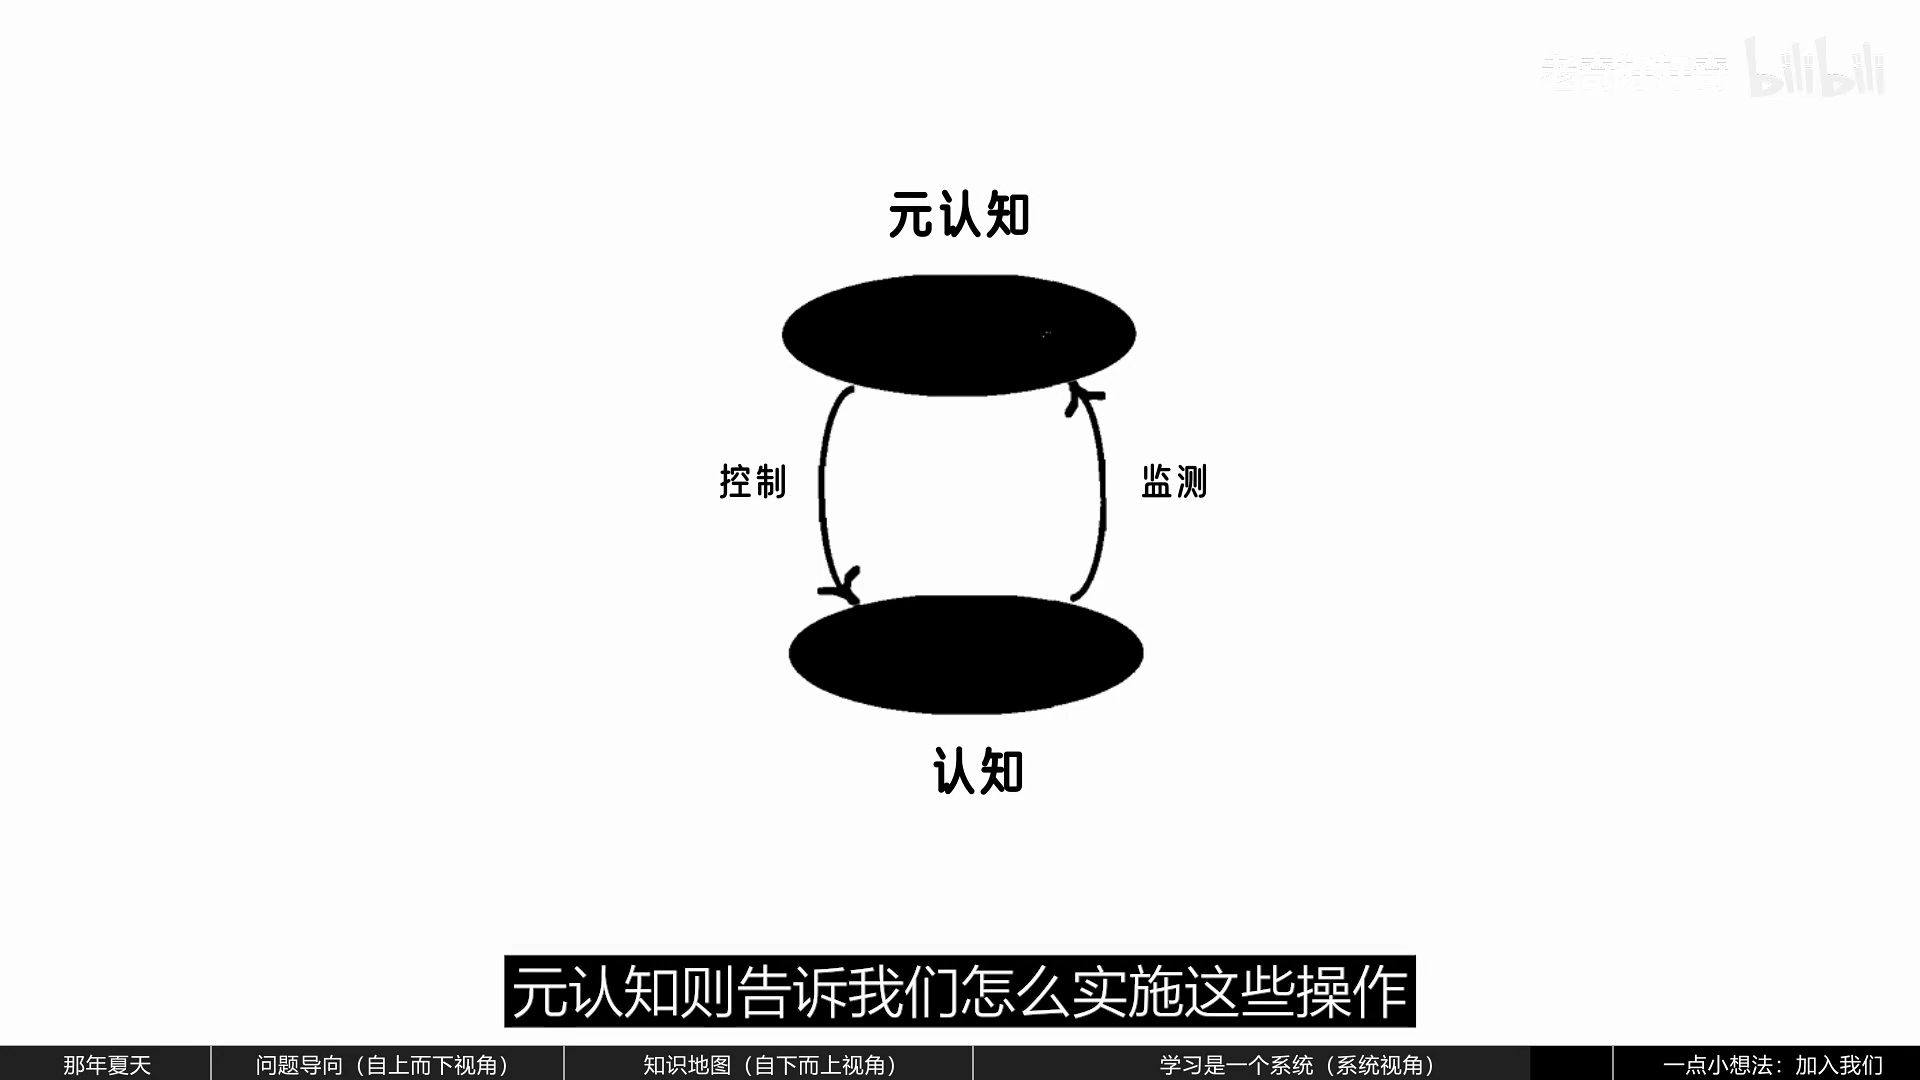 bilibili
元认知
控制
监测
认知
元认知则告诉我们怎么实施这些操作
那年夏天
问题导向（自上而下视角）
知识地图（自下而上视角）
学习是一个系统（系统视角）
一点小想法：加入我们